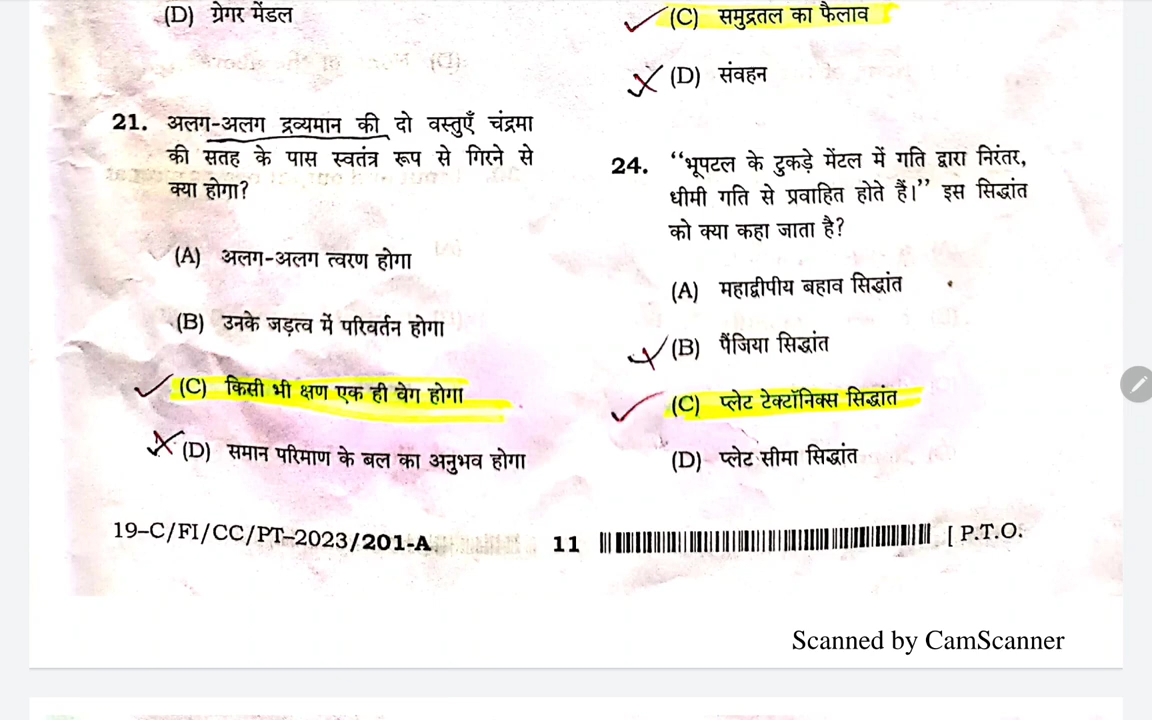 (D) ग्रेगर मेंडल
21. अलग-अलग द्रव्यमान की दो वस्तुएँ चंद्रमा
की सतह के पास स्वतंत्र रूप से गिरने से
क्या होगा?
(A) अलग-अलग त्वरण होगा
(B) उनके जड़त्व में परिवर्तन होगा
(C) किसी भी क्षण एक ही वेग होगा
(D) समान परिमाण के बल का अनुभव होगा
(C) समुद्रतल का फैलाव
(D) संवहन
24. ‘‘भूपटल के टुकड़े मेंटल में गति द्वारा निरंतर,
धीमी गति से प्रवाहित होते हैं।’’ इस सिद्धांत
को क्या कहा जाता है?
(A) महाद्वीपीय बहाव सिद्धांत
(B) पैंजिया सिद्धांत
(C) प्लेट टेक्टॉनिक्स सिद्धांत
(D) प्लेट सीमा सिद्धांत
19–C/FI/CC/PT–2023/201-A 11 [ P.T.O.
Scanned by CamScanner